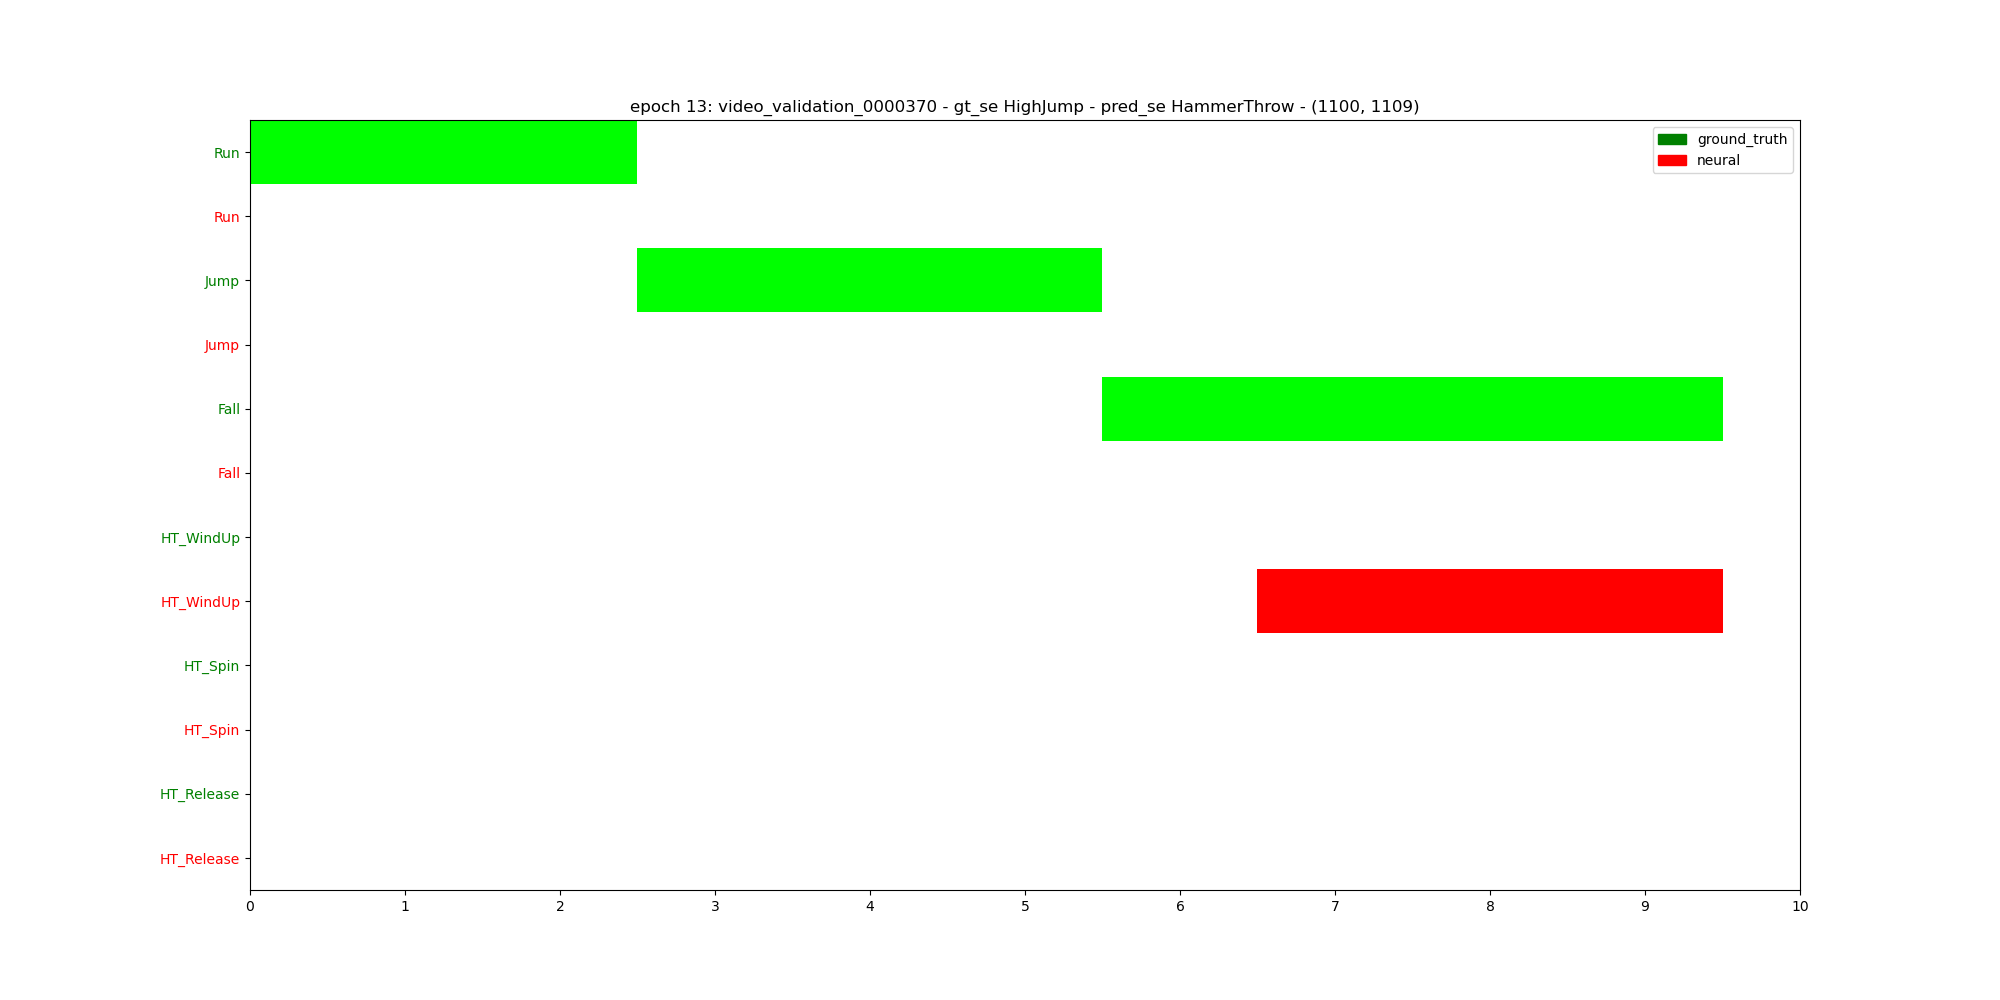 epoch 13: video_validation_0000370 - gt_se HighJump - pred_se HammerThrow - (1100, 1109)
ground_truth
neural
Run
Run
Jump
Jump
Fall
Fall
HT_WindUp
HT_WindUp
HT_Spin
HT_Spin
HT_Release
HT_Release
0 1 2 3 4 5 6 7 8 9 10